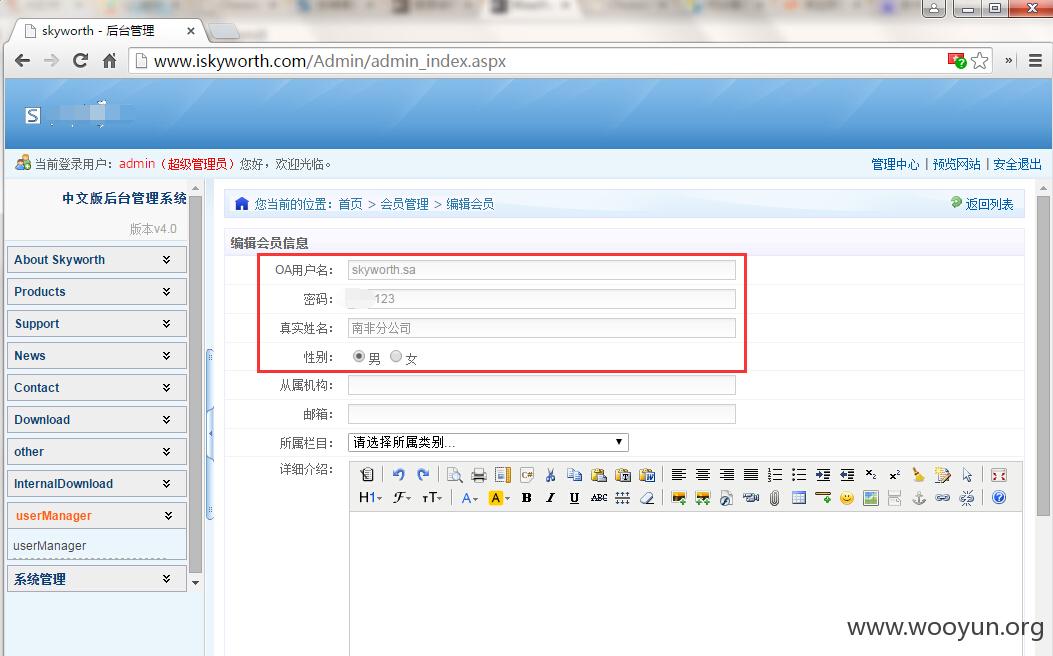 skyworth - 后台管理
www.iskyworth.com/Admin/admin_index.aspx
S
当前登录用户：admin（超级管理员）您好，欢迎光临。
管理中心 | 预览网站 | 安全退出
中文版后台管理系统
版本v4.0
About Skyworth
Products
Support
News
Contact
Download
other
InternalDownload
userManager
userManager
系统管理
您当前的位置：首页 > 会员管理 > 编辑会员
返回列表
编辑会员信息
OA用户名： skyworth.sa
密码： 123
真实姓名： 南非分公司
性别： 男 女
从属机构：
邮箱：
所属栏目： 请选择所属类别...
详细介绍：
H1 F TT A A B I U ABC
www.wooyun.org